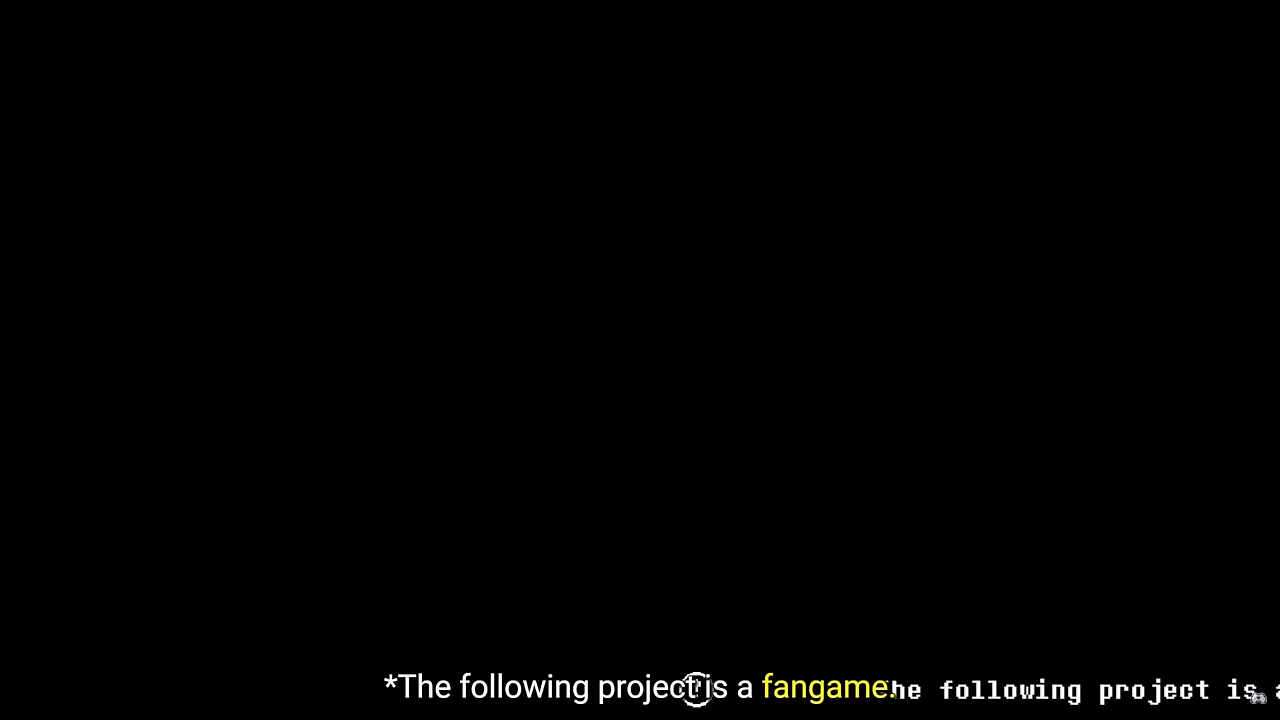 *The following project is a fangame.
he following project is